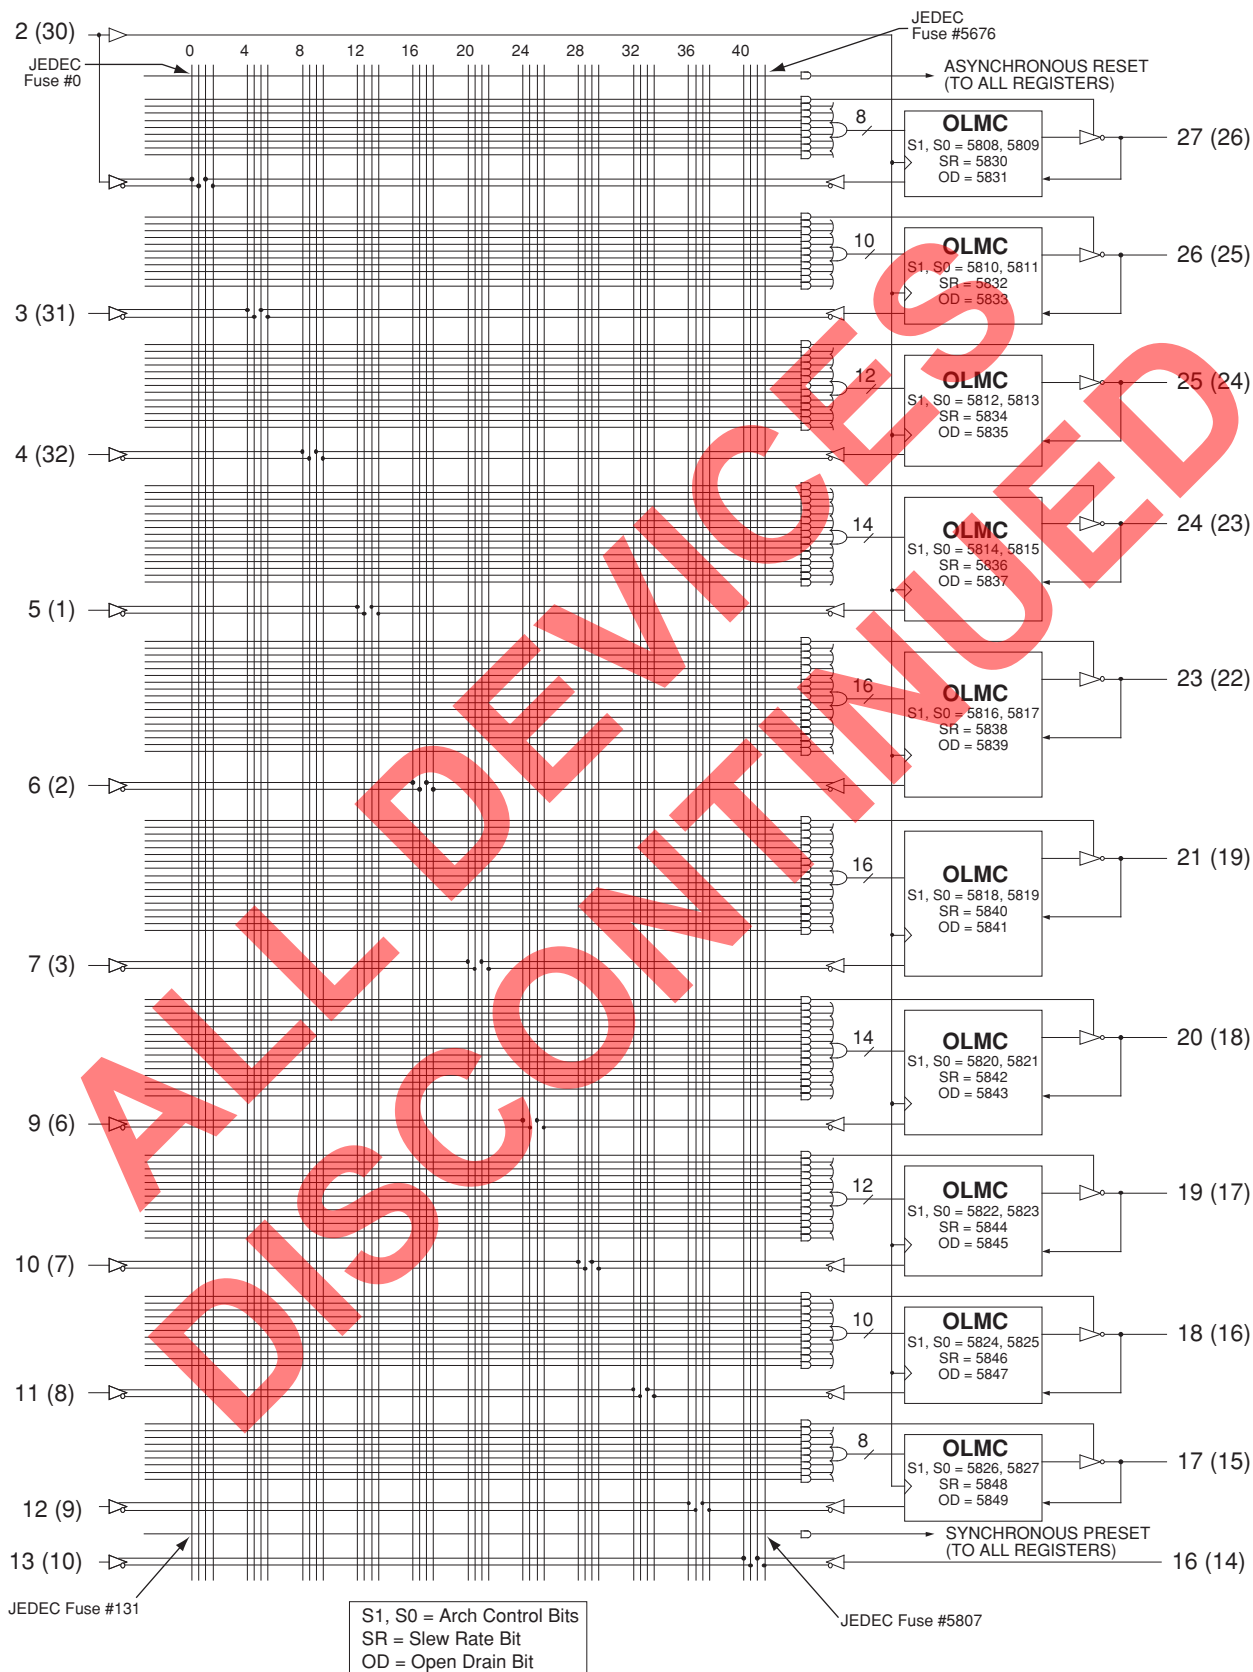 2 (30)
JEDEC
Fuse #0
0 4 8 12 16 20 24 28 32 36 40
JEDEC
Fuse #5676
ASYNCHRONOUS RESET
(TO ALL REGISTERS)
8
OLMC
S1, S0 = 5808, 5809
SR = 5830
OD = 5831
27 (26)
10
OLMC
S1, S0 = 5810, 5811
SR = 5832
OD = 5833
26 (25)
3 (31)
12
OLMC
S1, S0 = 5812, 5813
SR = 5834
OD = 5835
25 (24)
4 (32)
14
OLMC
S1, S0 = 5814, 5815
SR = 5836
OD = 5837
24 (23)
5 (1)
16
OLMC
S1, S0 = 5816, 5817
SR = 5838
OD = 5839
23 (22)
6 (2)
16
OLMC
S1, S0 = 5818, 5819
SR = 5840
OD = 5841
21 (19)
7 (3)
14
OLMC
S1, S0 = 5820, 5821
SR = 5842
OD = 5843
20 (18)
9 (6)
12
OLMC
S1, S0 = 5822, 5823
SR = 5844
OD = 5845
19 (17)
10 (7)
10
OLMC
S1, S0 = 5824, 5825
SR = 5846
OD = 5847
18 (16)
11 (8)
8
OLMC
S1, S0 = 5826, 5827
SR = 5848
OD = 5849
17 (15)
12 (9)
SYNCHRONOUS PRESET
(TO ALL REGISTERS)
13 (10)
16 (14)
JEDEC Fuse #131
JEDEC Fuse #5807
S1, S0 = Arch Control Bits
SR = Slew Rate Bit
OD = Open Drain Bit
ALL DEVICES
DISCONTINUED